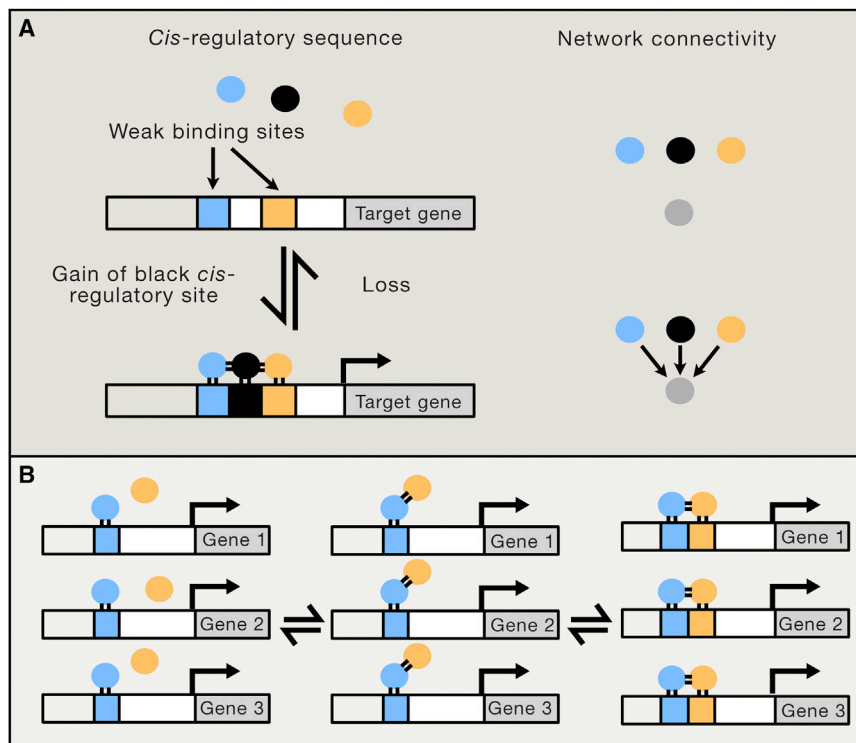 A
Cis-regulatory sequence
Network connectivity
Weak binding sites
Target gene
Gain of black cis-
regulatory site
Loss
Target gene
B
Gene 1
Gene 1
Gene 1
Gene 2
Gene 2
Gene 2
Gene 3
Gene 3
Gene 3